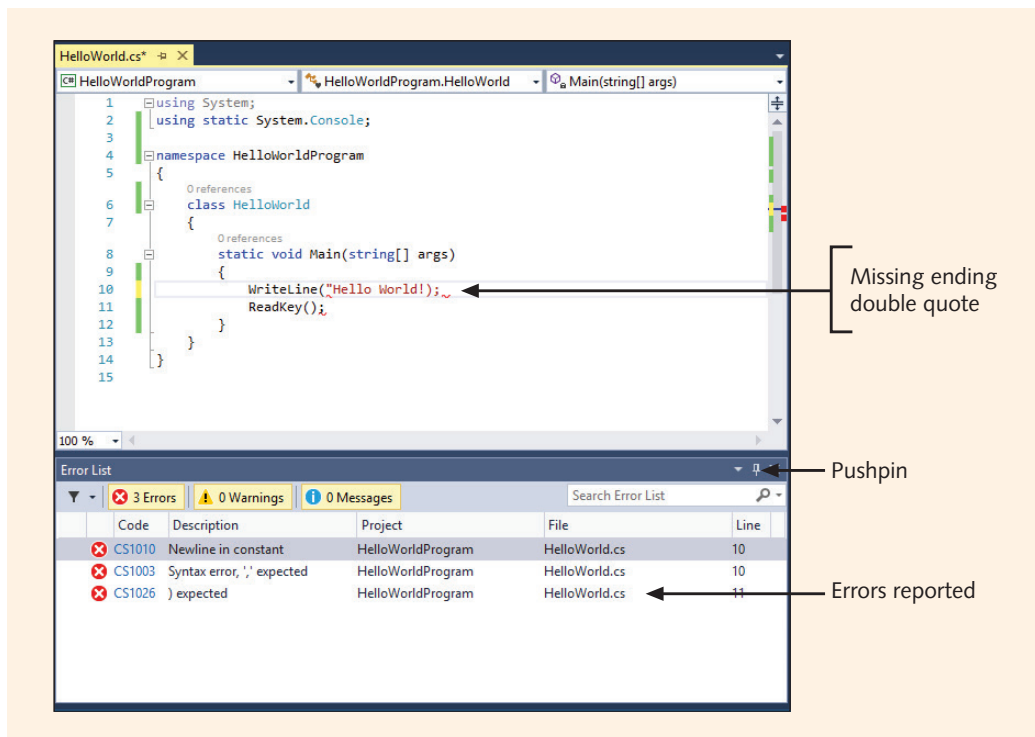 HelloWorld.cs*
C# HelloWorldProgram HelloWorldProgram.HelloWorld Main(string[] args)
1 using System;
2 using static System.Console;
3
4 namespace HelloWorldProgram
5 {
0 references
6 class HelloWorld
7 {
0 references
8 static void Main(string[] args)
9 {
10 WriteLine("Hello World!);
11 ReadKey();
12 }
13 }
14 }
15
Missing ending
double quote
100 %
Error List
Pushpin
3 Errors 0 Warnings 0 Messages Search Error List
Code Description Project File Line
CS1010 Newline in constant HelloWorldProgram HelloWorld.cs 10
CS1003 Syntax error, ',' expected HelloWorldProgram HelloWorld.cs 10
CS1026 ) expected HelloWorldProgram HelloWorld.cs 11
Errors reported